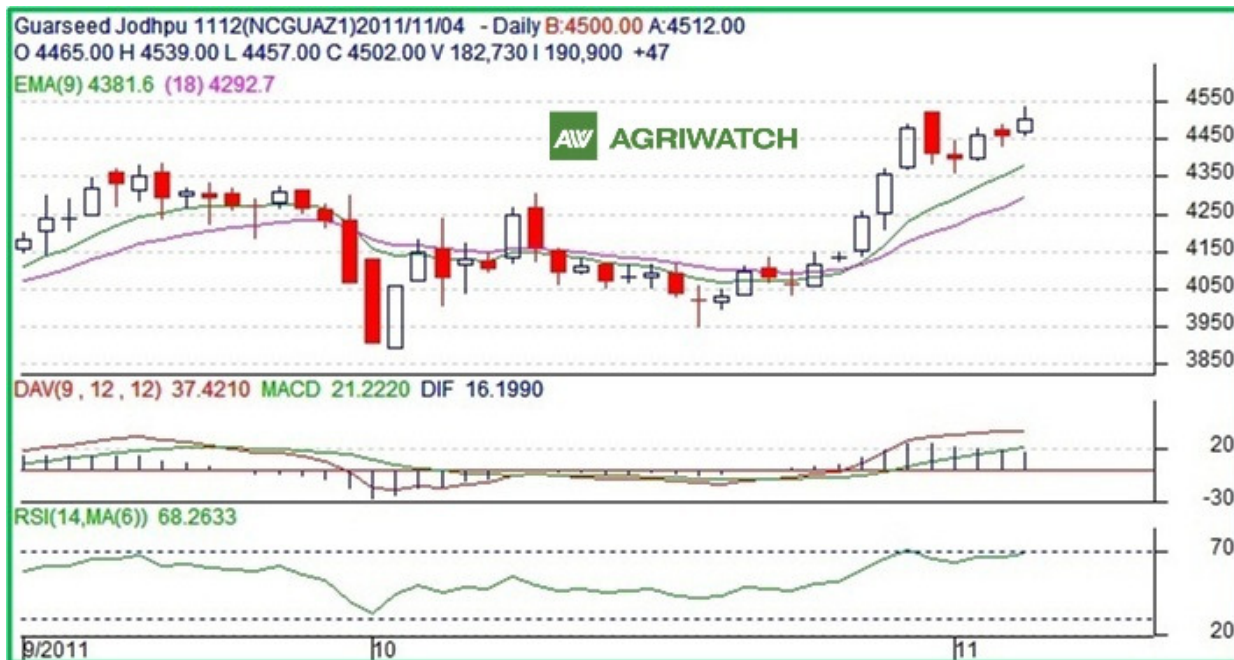 Guarseed Jodhpu 1112(NCGUAZ1)2011/11/04 - Daily B:4500.00 A:4512.00
O 4465.00 H 4539.00 L 4457.00 C 4502.00 V 182,730 I 190,900 +47
EMA(9) 4381.6 (18) 4292.7
AW AGRIWATCH
4550
4450
4350
4250
4150
4050
3950
3850
DAV(9 , 12 , 12) 37.4210 MACD 21.2220 DIF 16.1990
20
-30
RSI(14,MA(6)) 68.2633
70
20
9/2011 10 11